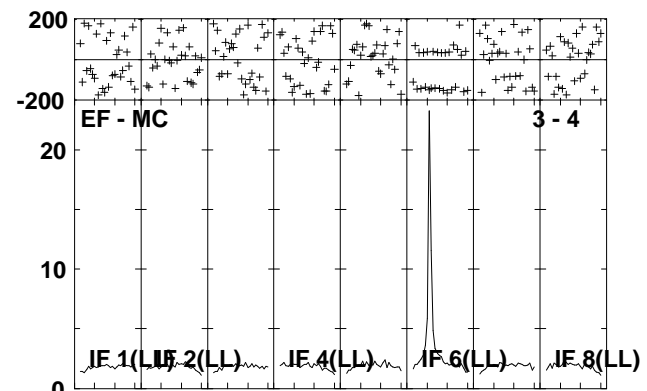 200
-200
EF - MC 3 - 4
20
10
IF 1(LL) IF 2(LL) IF 4(LL) IF 6(LL) IF 8(LL)
0